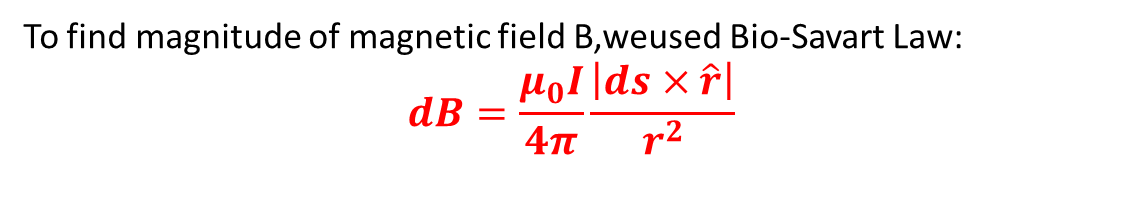 To find magnitude of magnetic field B,weused Bio-Savart Law:
dB = μ₀I/4π |ds × r̂|/r²